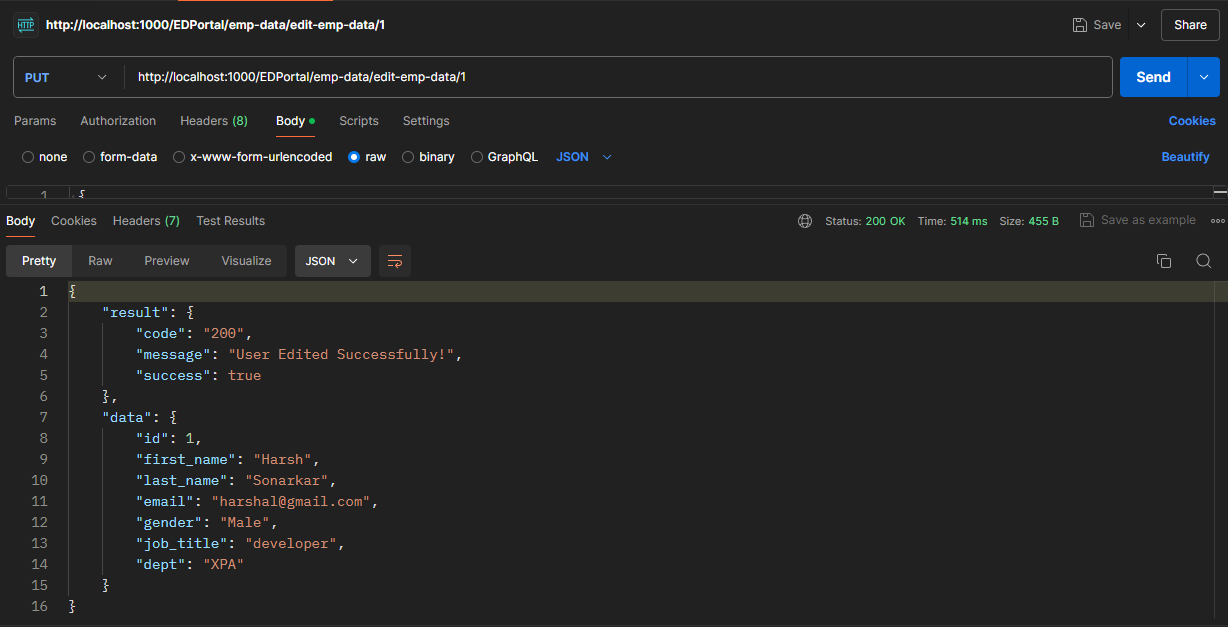 HTTP http://localhost:1000/EDPortal/emp-data/edit-emp-data/1 Save Share
PUT http://localhost:1000/EDPortal/emp-data/edit-emp-data/1 Send
Params Authorization Headers (8) Body Scripts Settings Cookies
none form-data x-www-form-urlencoded raw binary GraphQL JSON Beautify
1 {
Body Cookies Headers (7) Test Results Status: 200 OK Time: 514 ms Size: 455 B Save as example
Pretty Raw Preview Visualize JSON
1 {
2 "result": {
3 "code": "200",
4 "message": "User Edited Successfully!",
5 "success": true
6 },
7 "data": {
8 "id": 1,
9 "first_name": "Harsh",
10 "last_name": "Sonarkar",
11 "email": "harshal@gmail.com",
12 "gender": "Male",
13 "job_title": "developer",
14 "dept": "XPA"
15 }
16 }